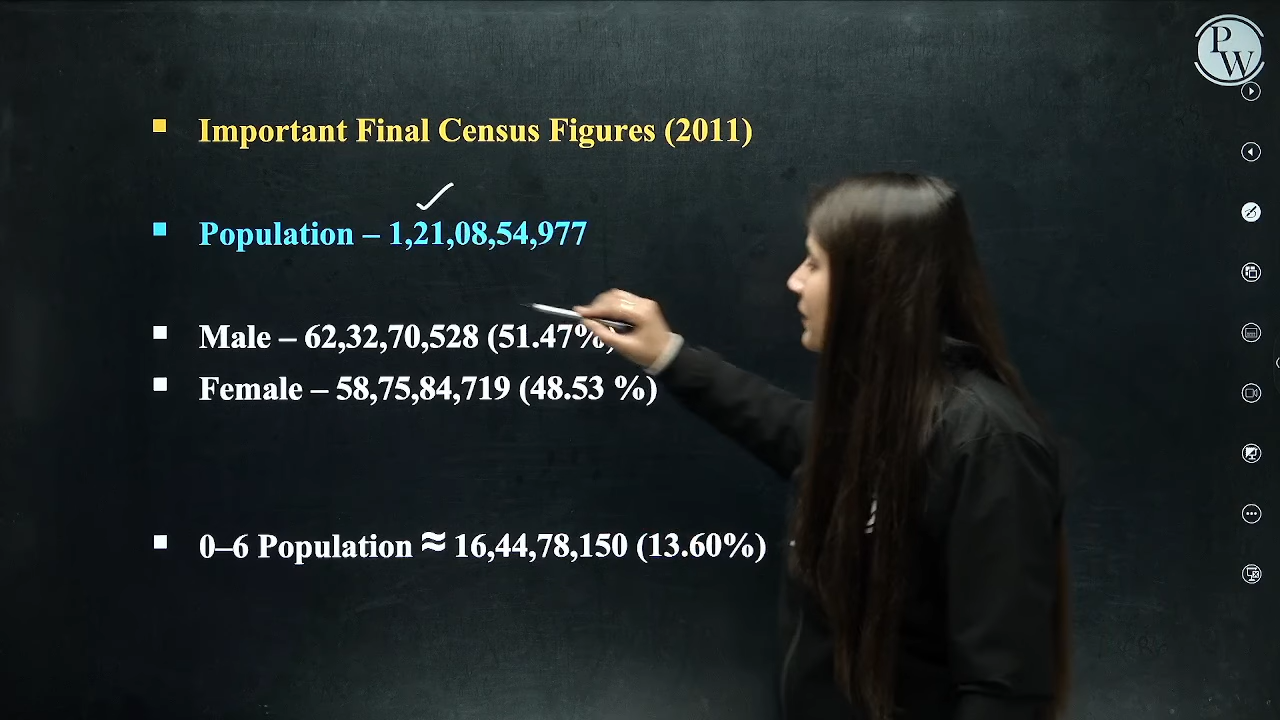 PW
Important Final Census Figures (2011)
Population – 1,21,08,54,977
Male – 62,32,70,528 (51.47%)
Female – 58,75,84,719 (48.53 %)
0–6 Population ≈ 16,44,78,150 (13.60%)